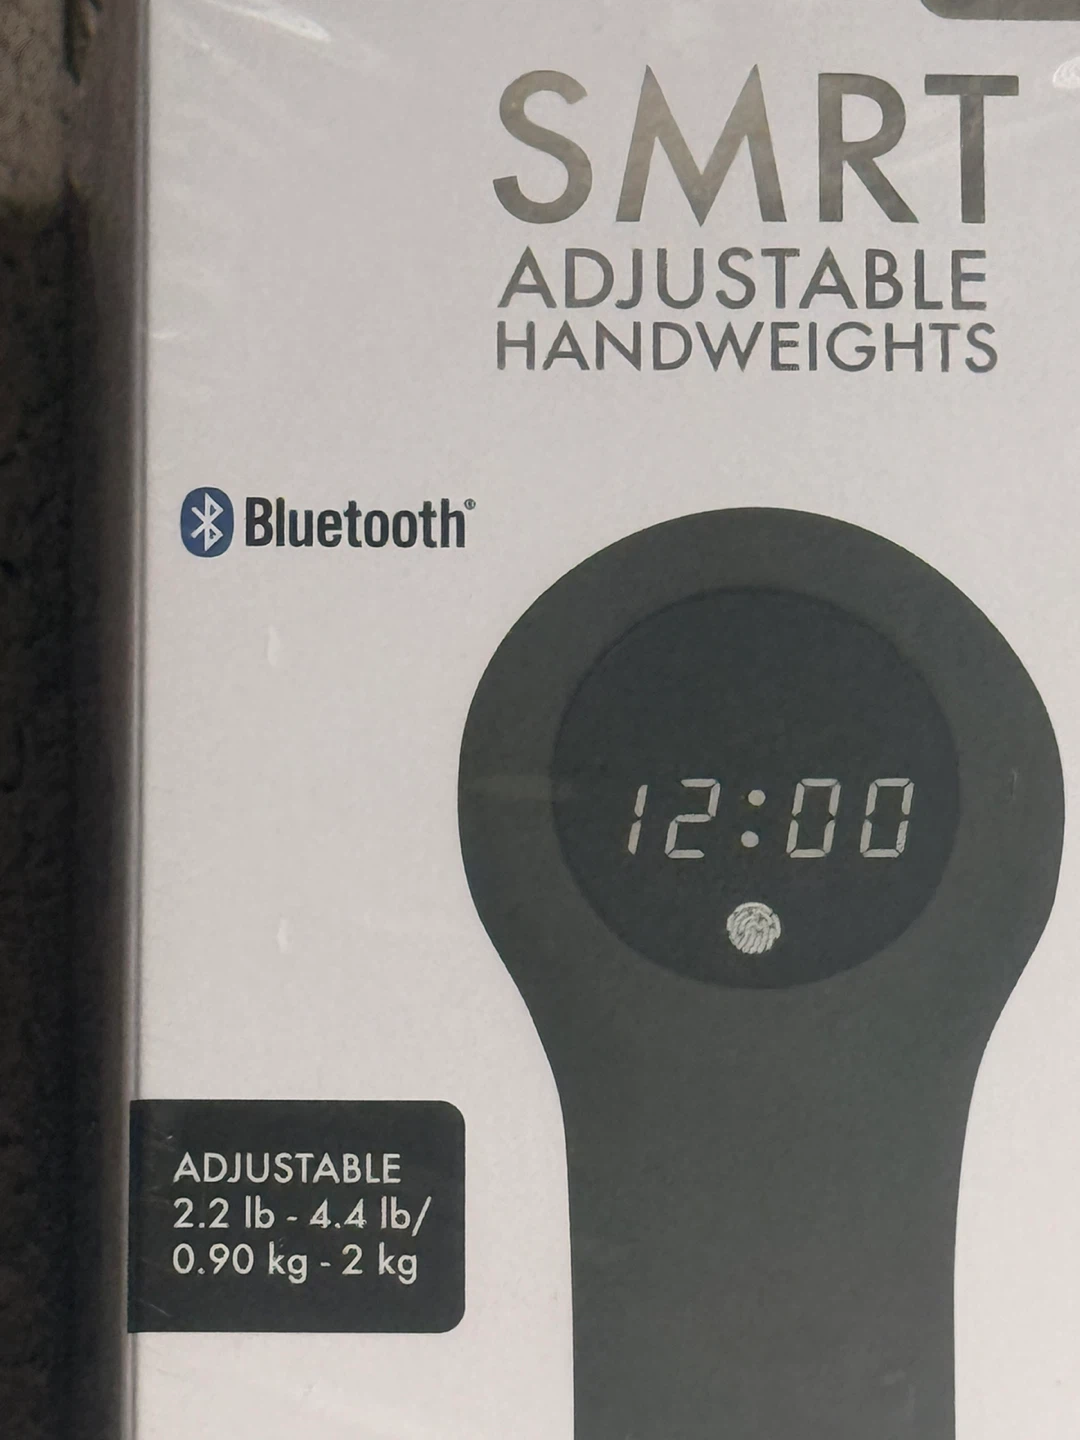 SMRT
ADJUSTABLE
HANDWEIGHTS
Bluetooth®
12:00
ADJUSTABLE
2.2 lb - 4.4 lb/
0.90 kg - 2 kg